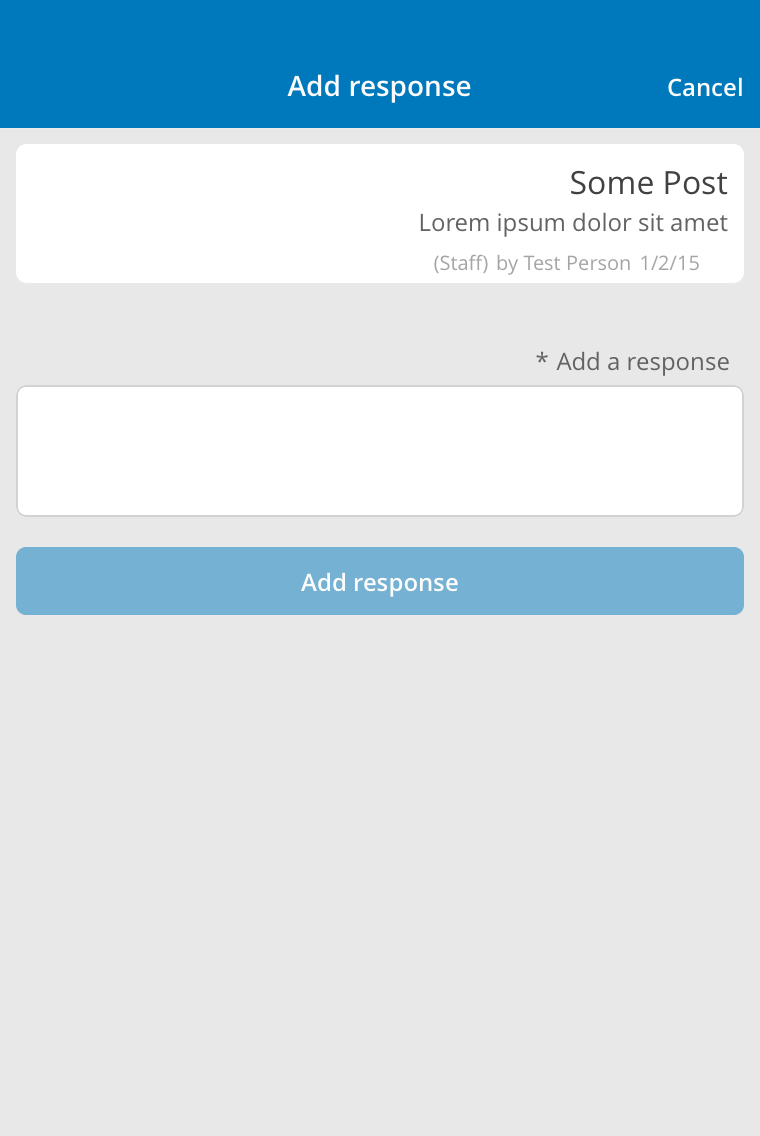 Add response
Cancel
Some Post
Lorem ipsum dolor sit amet
(Staff) by Test Person 1/2/15
* Add a response
Add response